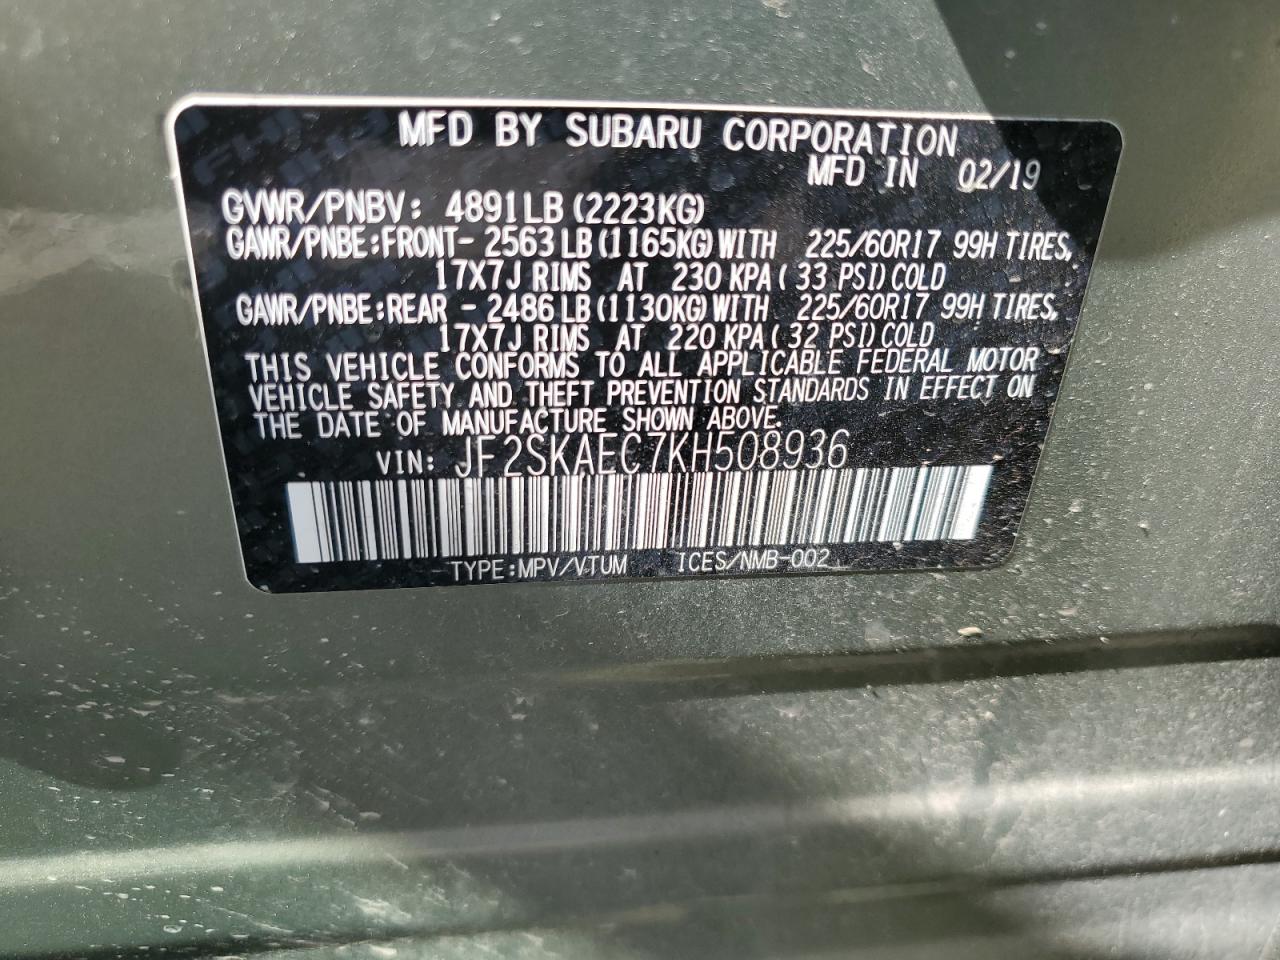 MFD BY SUBARU CORPORATION
MFD IN 02/19
GVWR/PNBV: 4891LB(2223KG)
GAWR/PNBE:FRONT- 2563LB(1165KG)WITH 225/60R17 99H TIRES,
17X7J RIMS AT 230 KPA( 33 PSI)COLD
GAWR/PNBE:REAR - 2486LB(1130KG)WITH 225/60R17 99H TIRES,
17X7J RIMS AT 220 KPA( 32 PSI)COLD
THIS VEHICLE CONFORMS TO ALL APPLICABLE FEDERAL MOTOR
VEHICLE SAFETY AND THEFT PREVENTION STANDARDS IN EFFECT ON
THE DATE OF MANUFACTURE SHOWN ABOVE.
VIN: JF2SKAEC7KH508936
TYPE:MPV/VTUM ICES/NMB-002